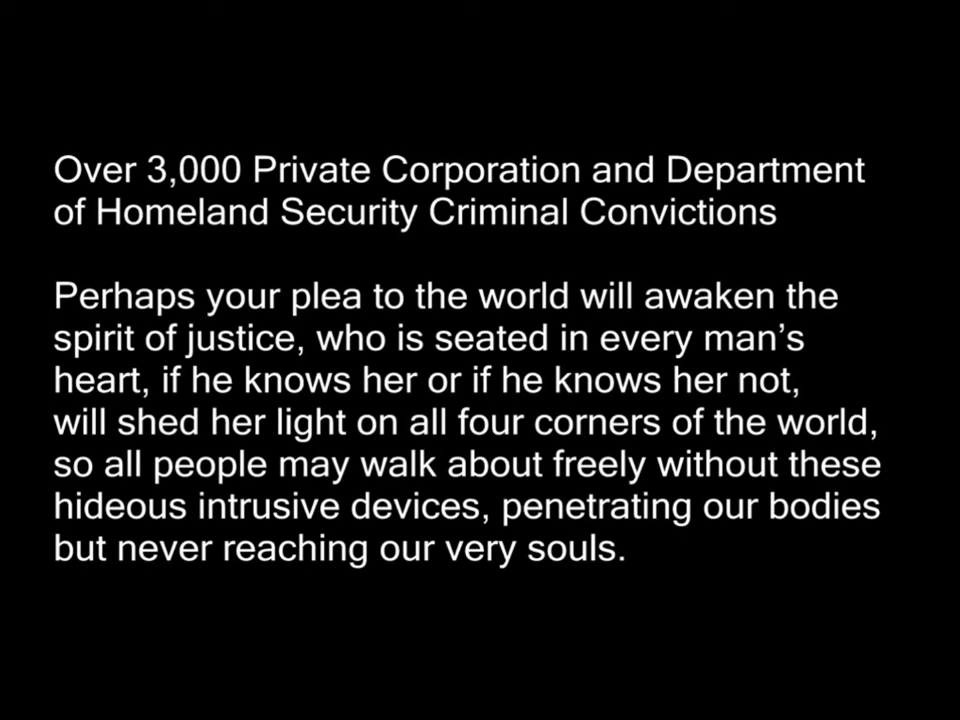 Over 3,000 Private Corporation and Department
of Homeland Security Criminal Convictions
Perhaps your plea to the world will awaken the
spirit of justice, who is seated in every man’s
heart, if he knows her or if he knows her not,
will shed her light on all four corners of the world,
so all people may walk about freely without these
hideous intrusive devices, penetrating our bodies
but never reaching our very souls.